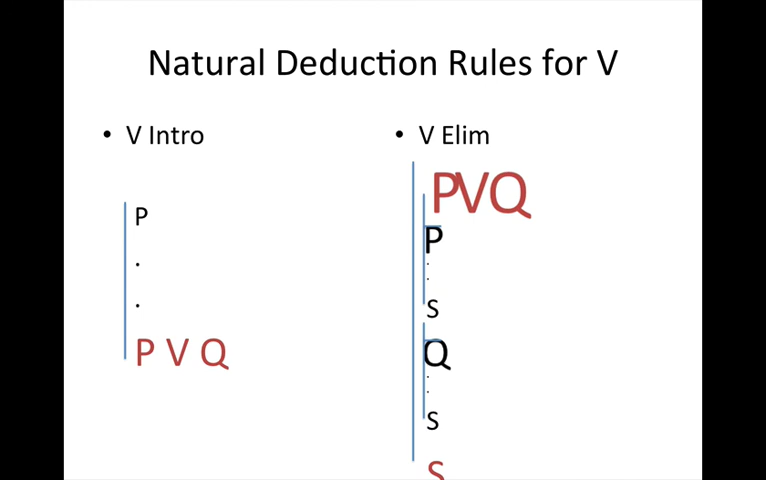 Natural Deduction Rules for V
• V Intro
P
.
.
P V Q
• V Elim
PVQ
P
.
.
S
Q
.
.
S
S